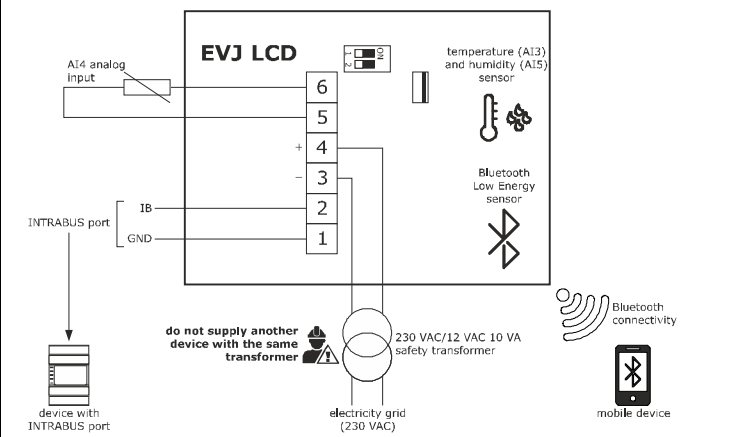 EVJ LCD
1
2
ON
temperature (AI3)
and humidity (AI5)
sensor
AI4 analog
input
6
5
+ 4
− 3
Bluetooth
Low Energy
sensor
IB 2
INTRABUS port
GND 1
do not supply another
device with the same
transformer
230 VAC/12 VAC 10 VA
safety transformer
Bluetooth
connectivity
device with
INTRABUS port
electricity grid
(230 VAC)
mobile device